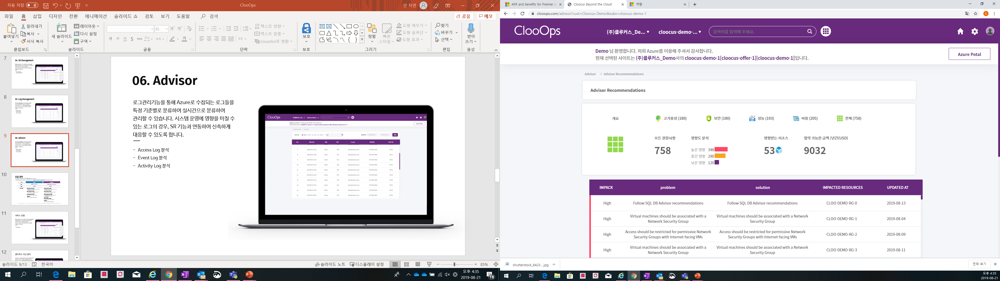 자동 저장 끔
ClooOps
안 지연
파일 홈 삽입 디자인 전환 애니메이션 슬라이드 쇼 검토 보기 도움말 검색
공유 메모
붙여넣기
잘라내기
복사
서식 복사
클립보드
새 슬라이드
레이아웃
다시 설정
구역
슬라이드
35
글꼴
텍스트 방향
텍스트 맞춤
SmartArt로 변환
단락
보호
보호
정렬
빠른 스타일
도형 채우기
도형 윤곽선
도형 효과
그리기
찾기
바꾸기
선택
편집
받아쓰기
음성
7
04. SR Management
8
05. Log Management
9
06. Advisor
10
요금 정책
11
서비스 요청
12
클라우드 자산 관리
06. Advisor
로그관리기능을 통해 Azure로 수집되는 로그들을
특정 기준별로 분류하여 실시간으로 분류하여
관리할 수 있습니다. 시스템 운영에 영향을 미칠 수
있는 로그의 경우, SR 기능과 연동하여 신속하게
대응할 수 있도록 합니다.
- Access Log 분석
- Event Log 분석
- Activity Log 분석
ClooOps
Azure Potal
No.
E-mail
슬라이드 9/13 한국어
슬라이드 노트 디스플레이 설정 85%
오후 4:35
2019-08-21
18
ARR and benefits for Premier c
Cloocus Beyond the Cloud
역량
clooops.com/advisor?cust=Cloocus-Demo&subs=cloocus-demo-1
ClooOps (주)클루커스_De... cloocus-demo-... 검색어를 입력해 주세요.
Demo 님 환영합니다. 저희 Azure를 이용해 주셔서 감사합니다.
현재 선택된 사이트는 (주)클루커스_Demo사의 cloocus-demo-1[cloocus-offer-1][cloocus-demo-1]입니다.
Azure Potal
Advisor > Advisor Recommendations
Advisor Recommendations
개요 고가용성 (180) 보안 (180) 성능 (193) 비용 (205) 전체 (758)
모든 권장사항 영향도 분석 영향받는 리소스 절약 가능한 금액 /년간(USD)
758 53 9032
높은 영향 348
중간 영향 290
낮은 영향 120
IMPACK problem solution IMPACTED RESOURCES UPDATED AT
High Follow SQL DB Advisor recommendations Follow SQL DB Advisor recommendations CLOO-DEMO-RG-0 2019-08-13
High Virtual machines should be associated with a Network Security Group Virtual machines should be associated with a Network Security Group CLOO-DEMO-RG-1 2019-08-04
High Access should be restricted for permissive Network Security Groups with Internet-facing VMs Access should be restricted for permissive Network Security Groups with Internet-facing VMs CLOO-DEMO-RG-2 2019-08-09
High Virtual machines should be associated with a Network Security Group Virtual machines should be associated with a Network Security Group CLOO-DEMO-RG-3 2019-08-11
shutterstock_6423....jpg
전체 보기
오후 4:35
2019-08-21